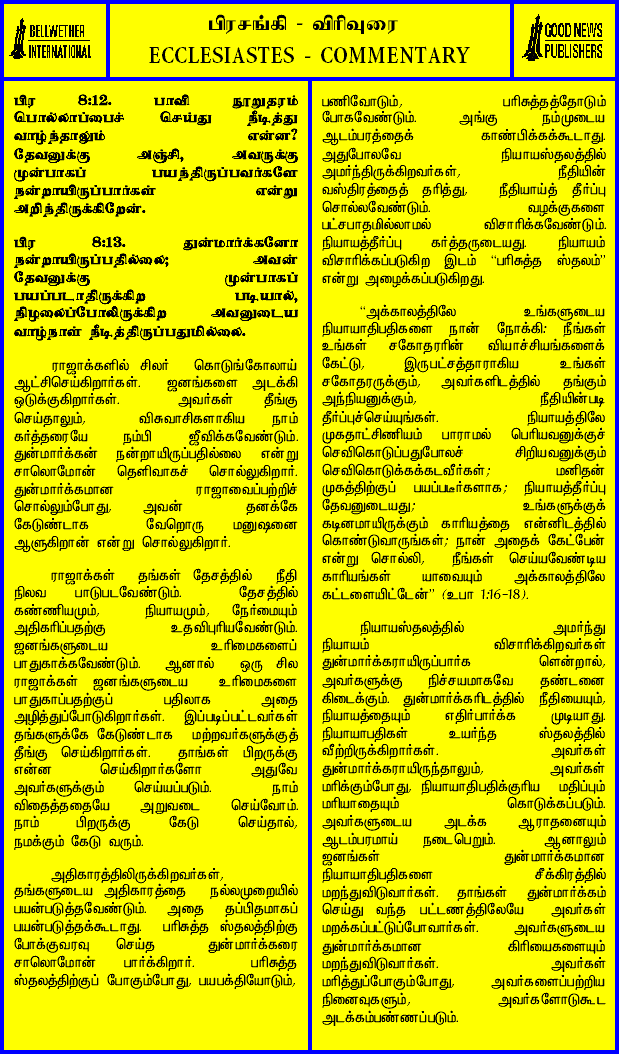 BELLWETHER
INTERNATIONAL
பிரசங்கி - விரிவுரை
ECCLESIASTES - COMMENTARY
GOOD NEWS
PUBLISHERS
பிர 8:12. பாவி நூறுதரம்
பொல்லாப்பைச் செய்து நீடித்து
வாழ்ந்தாலும் என்ன?
தேவனுக்கு அஞ்சி, அவருக்கு
முன்பாகப் பயந்திருப்பவர்களே
நன்றாயிருப்பார்கள் என்று
அறிந்திருக்கிறேன்.
பிர 8:13. துன்மார்க்கனோ
நன்றாயிருப்பதில்லை; அவன்
தேவனுக்கு முன்பாகப்
பயப்படாதிருக்கிற படியால்,
நிழலைப்போலிருக்கிற அவனுடைய
வாழ்நாள் நீடித்திருப்பதுமில்லை.
ராஜாக்களில் சிலர் கொடுங்கோலாய்
ஆட்சிசெய்கிறார்கள். ஜனங்களை அடக்கி
ஒடுக்குகிறார்கள். அவர்கள் தீங்கு
செய்தாலும், விசுவாசிகளாகிய நாம்
கர்த்தரையே நம்பி ஜீவிக்கவேண்டும்.
துன்மார்க்கன் நன்றாயிருப்பதில்லை என்று
சாலொமோன் தெளிவாகச் சொல்லுகிறார்.
துன்மார்க்கமான ராஜாவைப்பற்றிச்
சொல்லும்போது, அவன் தனக்கே
கேடுண்டாக வேறொரு மனுஷனை
ஆளுகிறான் என்று சொல்லுகிறார்.
ராஜாக்கள் தங்கள் தேசத்தில் நீதி
நிலவ பாடுபடவேண்டும். தேசத்தில்
கண்ணியமும், நியாயமும், நேர்மையும்
அதிகரிப்பதற்கு உதவிபுரியவேண்டும்.
ஜனங்களுடைய உரிமைகளைப்
பாதுகாக்கவேண்டும். ஆனால் ஒரு சில
ராஜாக்கள் ஜனங்களுடைய உரிமைகளை
பாதுகாப்பதற்குப் பதிலாக அதை
அழித்துப்போடுகிறார்கள். இப்படிப்பட்டவர்கள்
தங்களுக்கே கேடுண்டாக மற்றவர்களுக்குத்
தீங்கு செய்கிறார்கள். தாங்கள் பிறருக்கு
என்ன செய்கிறார்களோ அதுவே
அவர்களுக்கும் செய்யப்படும். நாம்
விதைத்ததையே அறுவடை செய்வோம்.
நாம் பிறருக்கு கேடு செய்தால்,
நமக்கும் கேடு வரும்.
அதிகாரத்திலிருக்கிறவர்கள்,
தங்களுடைய அதிகாரத்தை நல்லமுறையில்
பயன்படுத்தவேண்டும். அதை தப்பிதமாகப்
பயன்படுத்தக்கூடாது. பரிசுத்த ஸ்தலத்திற்கு
போக்குவரவு செய்த துன்மார்க்கரை
சாலொமோன் பார்க்கிறார். பரிசுத்த
ஸ்தலத்திற்குப் போகும்போது, பயபக்தியோடும்,
பணிவோடும், பரிசுத்தத்தோடும்
போகவேண்டும். அங்கு நம்முடைய
ஆடம்பரத்தைக் காண்பிக்கக்கூடாது.
அதுபோலவே நியாயஸ்தலத்தில்
அமர்ந்திருக்கிறவர்கள், நீதியின்
வஸ்திரத்தைத் தரித்து, நீதியாய்த் தீர்ப்பு
சொல்லவேண்டும். வழக்குகளை
பட்சபாதமில்லாமல் விசாரிக்கவேண்டும்.
நியாயத்தீர்ப்பு கர்த்தருடையது. நியாயம்
விசாரிக்கப்படுகிற இடம் “பரிசுத்த ஸ்தலம்”
என்று அழைக்கப்படுகிறது.
“அக்காலத்திலே உங்களுடைய
நியாயாதிபதிகளை நான் நோக்கி: நீங்கள்
உங்கள் சகோதரரின் வியாச்சியங்களைக்
கேட்டு, இருபட்சத்தாராகிய உங்கள்
சகோதரருக்கும், அவர்களிடத்தில் தங்கும்
அந்நியனுக்கும், நீதியின்படி
தீர்ப்புச்செய்யுங்கள். நியாயத்திலே
முகதாட்சிணியம் பாராமல் பெரியவனுக்குச்
செவிகொடுப்பதுபோலச் சிறியவனுக்கும்
செவிகொடுக்கக்கடவீர்கள்; மனிதன்
முகத்திற்குப் பயப்படீர்களாக; நியாயத்தீர்ப்பு
தேவனுடையது; உங்களுக்குக்
கடினமாயிருக்கும் காரியத்தை என்னிடத்தில்
கொண்டுவாருங்கள்; நான் அதைக் கேட்பேன்
என்று சொல்லி, நீங்கள் செய்யவேண்டிய
காரியங்கள் யாவையும் அக்காலத்திலே
கட்டளையிட்டேன்” (உபா 1:16-18).
நியாயஸ்தலத்தில் அமர்ந்து
நியாயம் விசாரிக்கிறவர்கள்
துன்மார்க்கராயிருப்பார்க ளென்றால்,
அவர்களுக்கு நிச்சயமாகவே தண்டனை
கிடைக்கும். துன்மார்க்கரிடத்தில் நீதியையும்,
நியாயத்தையும் எதிர்பார்க்க முடியாது.
நியாயாபதிகள் உயர்ந்த ஸ்தலத்தில்
வீற்றிருக்கிறார்கள். அவர்கள்
துன்மார்க்கராயிருந்தாலும், அவர்கள்
மரிக்கும்போது, நியாயாதிபதிக்குரிய மதிப்பும்
மரியாதையும் கொடுக்கப்படும்.
அவர்களுடைய அடக்க ஆராதனையும்
ஆடம்பரமாய் நடைபெறும். ஆனாலும்
ஜனங்கள் துன்மார்க்கமான
நியாயாதிபதிகளை சீக்கிரத்தில்
மறந்துவிடுவார்கள். தாங்கள் துன்மார்க்கம்
செய்து வந்த பட்டணத்திலேயே அவர்கள்
மறக்கப்பட்டுப்போவார்கள். அவர்களுடைய
துன்மார்க்கமான கிரியைகளையும்
மறந்துவிடுவார்கள். அவர்கள்
மரித்துப்போகும்போது, அவர்களைப்பற்றிய
நினைவுகளும், அவர்களோடுகூட
அடக்கம்பண்ணப்படும்.